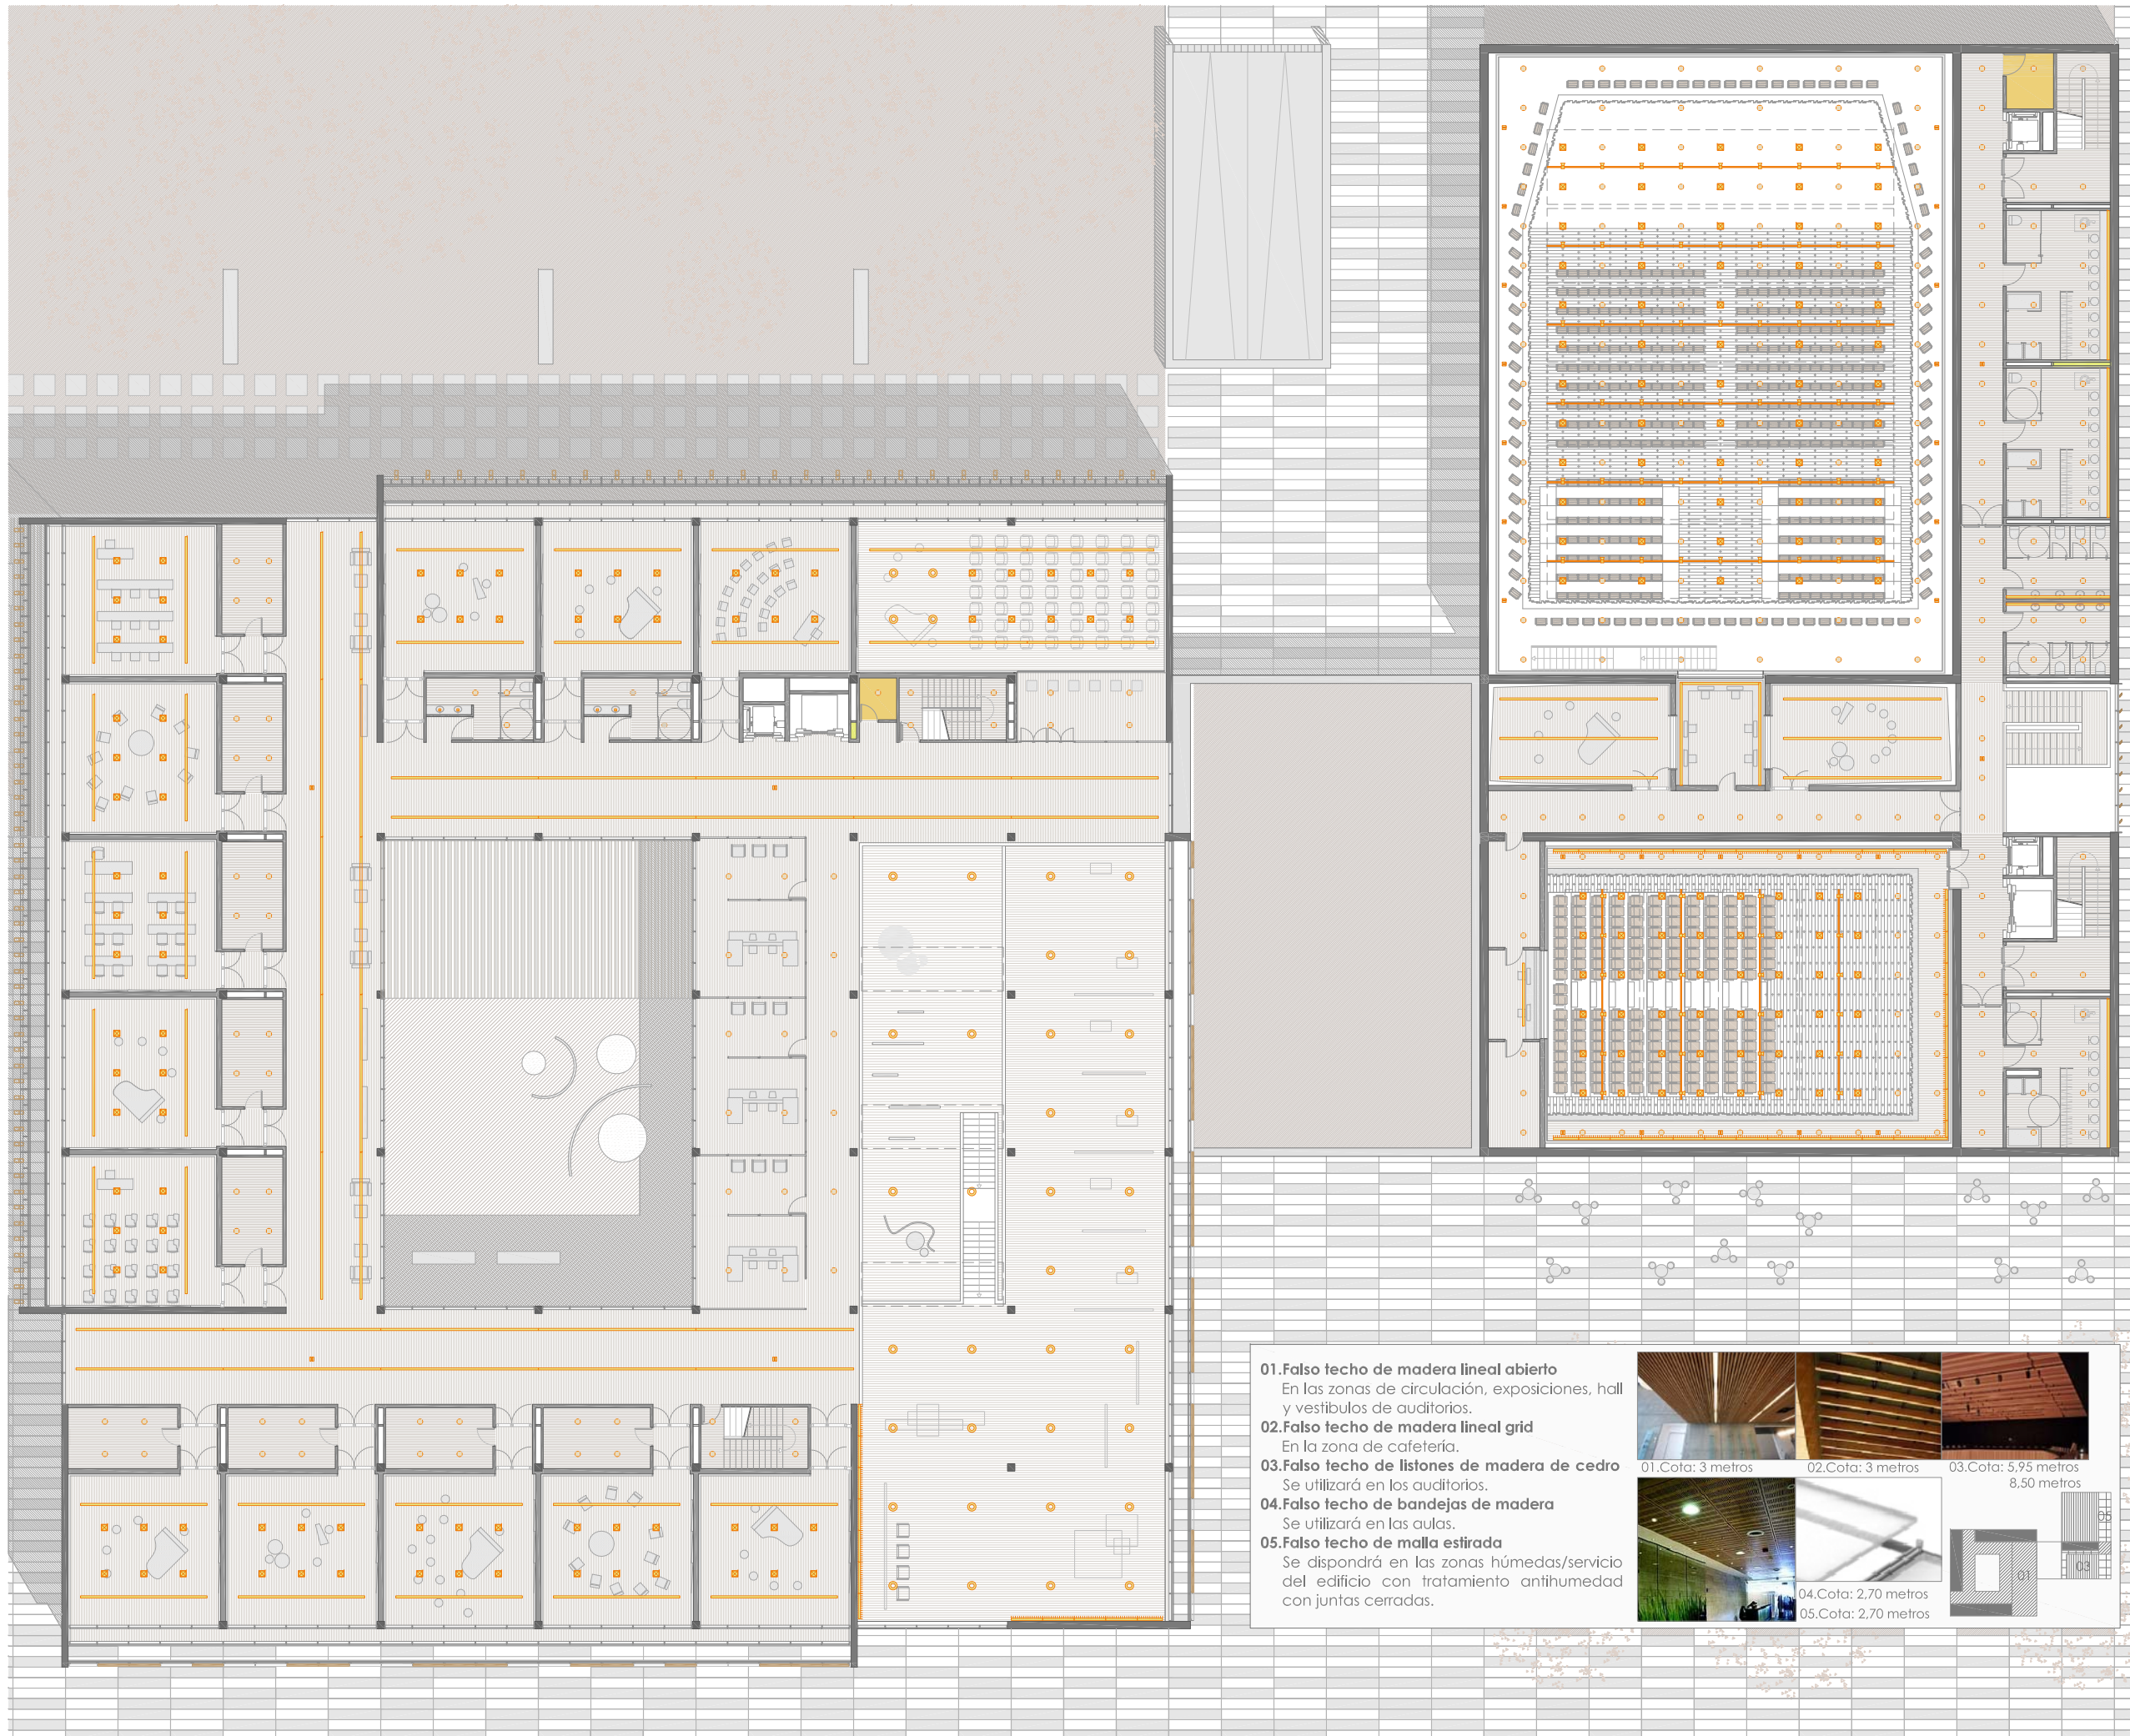 01.Falso techo de madera lineal abierto
En las zonas de circulación, exposiciones, hall
y vestibulos de auditorios.
02.Falso techo de madera lineal grid
En la zona de cafetería.
03.Falso techo de listones de madera de cedro
Se utilizará en los auditorios.
04.Falso techo de bandejas de madera
Se utilizará en las aulas.
05.Falso techo de malla estirada
Se dispondrá en las zonas húmedas/servicio
del edificio con tratamiento antihumedad
con juntas cerradas.
01.Cota: 3 metros
02.Cota: 3 metros
03.Cota: 5,95 metros
8,50 metros
04.Cota: 2,70 metros
05.Cota: 2,70 metros
05
03
01